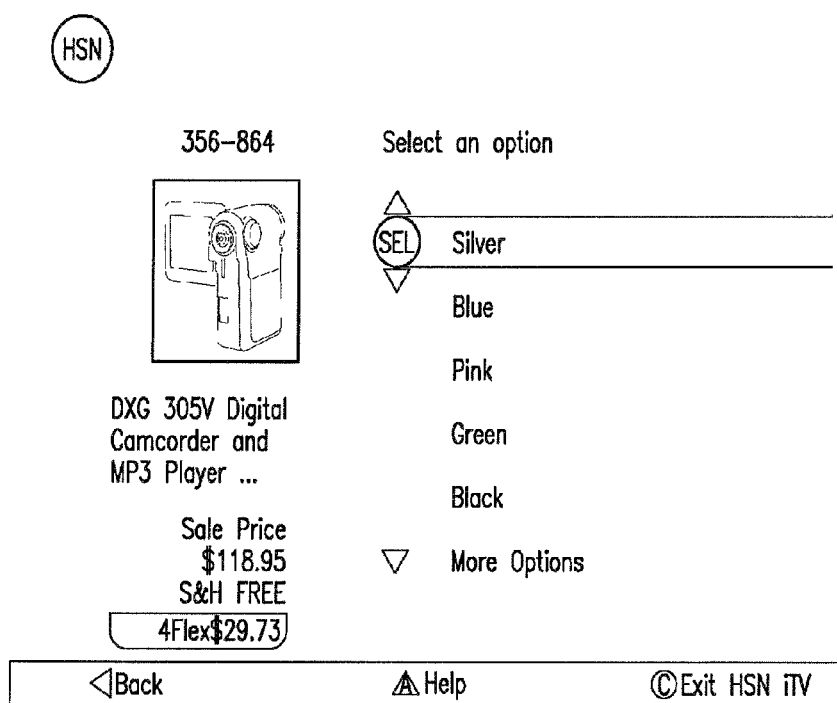 HSN
356-864
Select an option
SEL Silver
Blue
Pink
Green
Black
More Options
DXG 305V Digital
Camcorder and
MP3 Player ...
Sale Price
$118.95
S&H FREE
4Flex$29.73
Back
A Help
C Exit HSN iTV